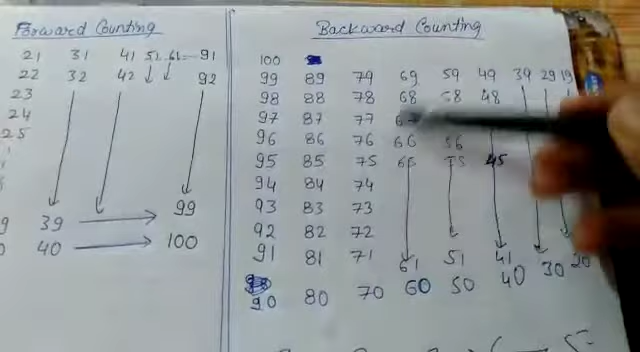 Forward Counting
21 31 41 51 61 91
22 32 42 92
23
24
25
39 99
40 100
Backward Counting
100
99 89 79 69 59 49 39 29 19
98 88 78 68 58 48
97 87 77 67
96 86 76 66 56
95 85 75 65 55 45
94 84 74
93 83 73
92 82 72
91 81 71 61 51 41
90 80 70 60 50 40 30 20